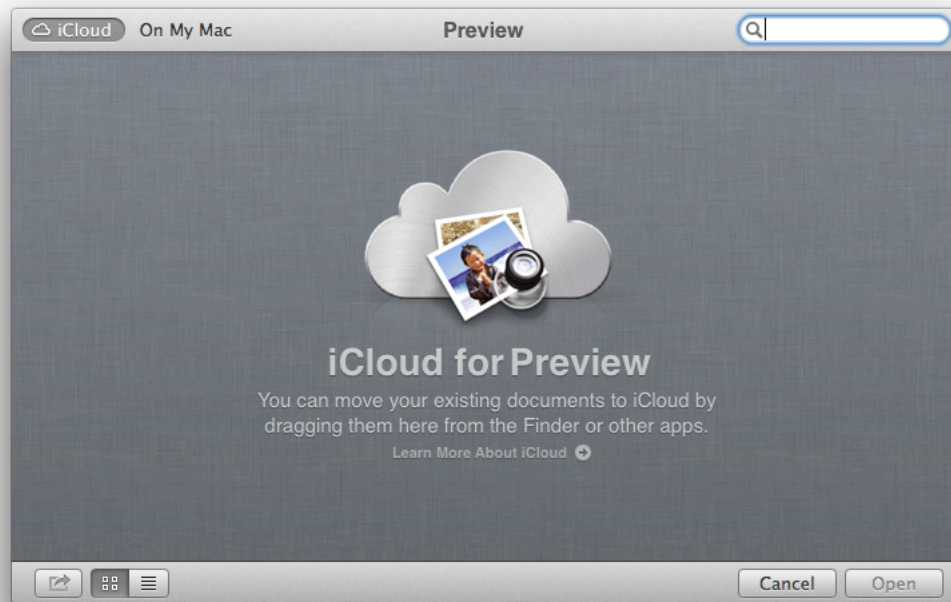 iCloud On My Mac Preview
iCloud for Preview
You can move your existing documents to iCloud by
dragging them here from the Finder or other apps.
Learn More About iCloud
Cancel Open